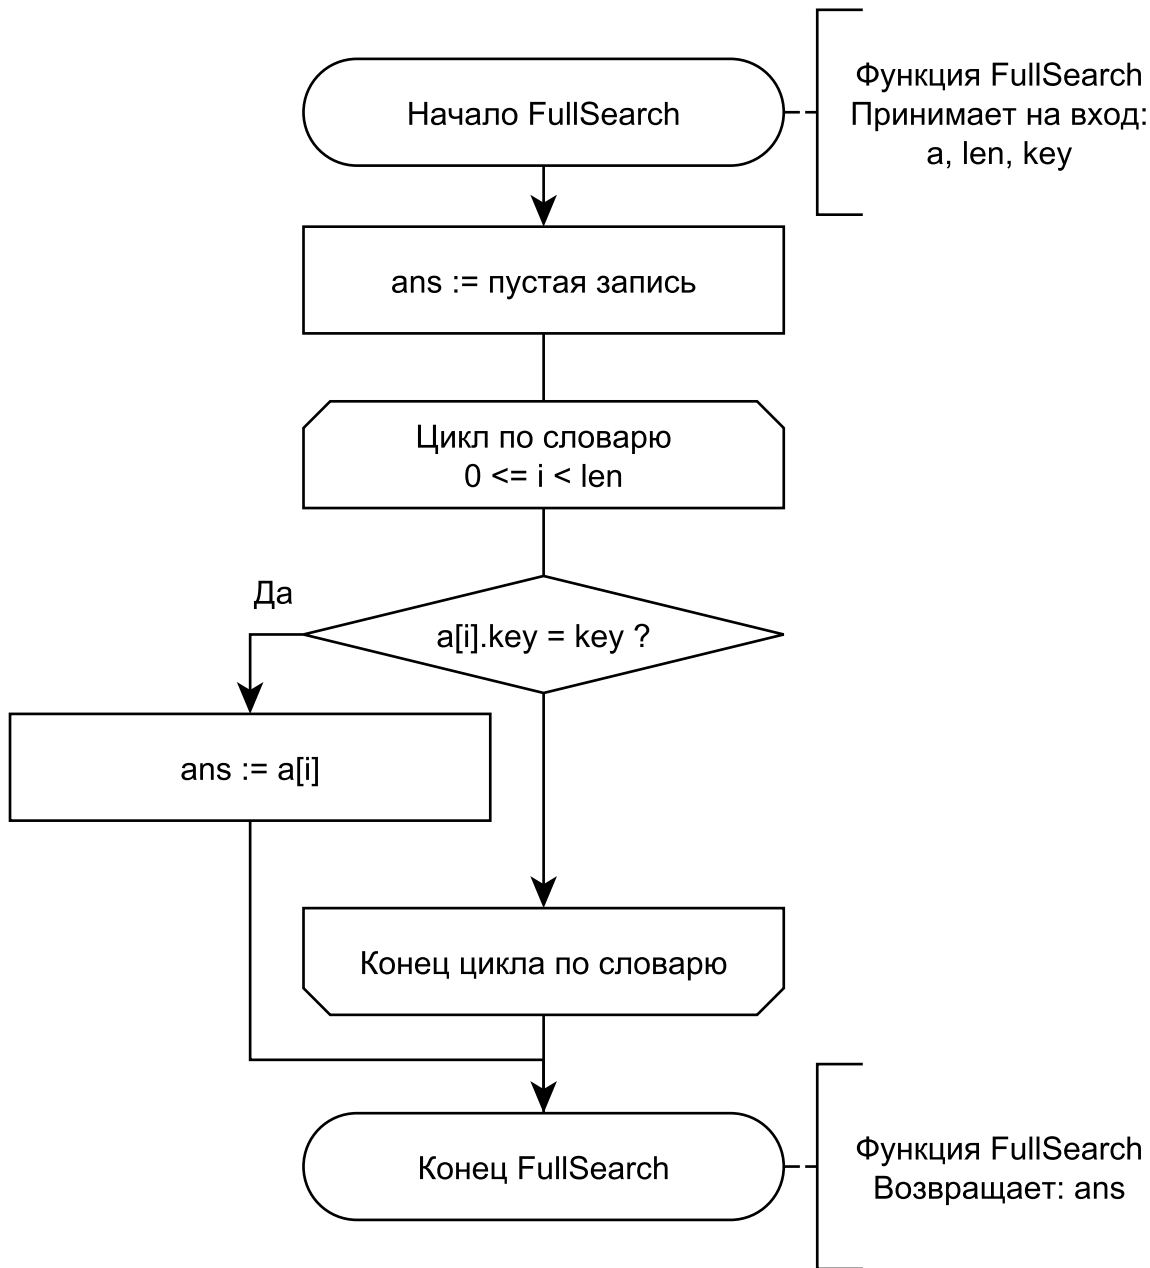 Начало FullSearch
Функция FullSearch
Принимает на вход:
a, len, key
ans := пустая запись
Цикл по словарю
0 <= i < len
Да
a[i].key = key ?
ans := a[i]
Конец цикла по словарю
Конец FullSearch
Функция FullSearch
Возвращает: ans